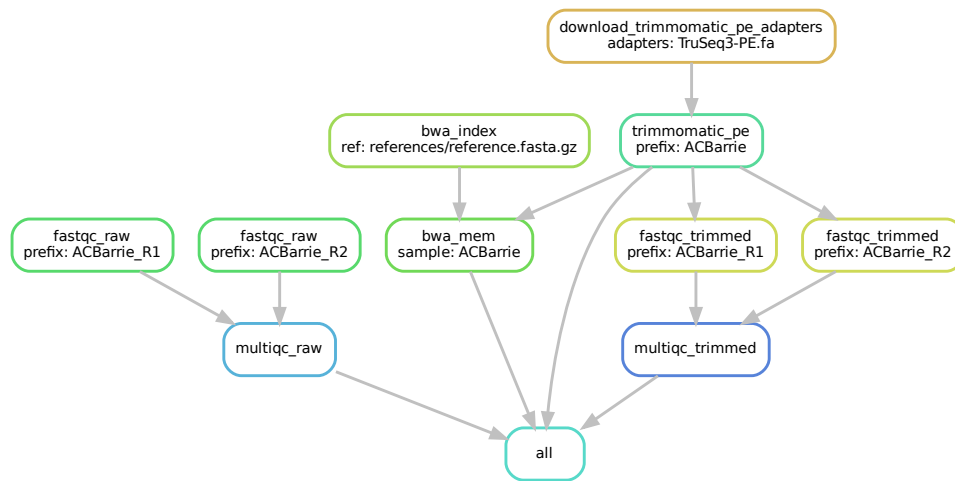 download_trimmomatic_pe_adapters
adapters: TruSeq3-PE.fa
bwa_index
ref: references/reference.fasta.gz
trimmomatic_pe
prefix: ACBarrie
fastqc_raw
prefix: ACBarrie_R1
fastqc_raw
prefix: ACBarrie_R2
bwa_mem
sample: ACBarrie
fastqc_trimmed
prefix: ACBarrie_R1
fastqc_trimmed
prefix: ACBarrie_R2
multiqc_raw
multiqc_trimmed
all